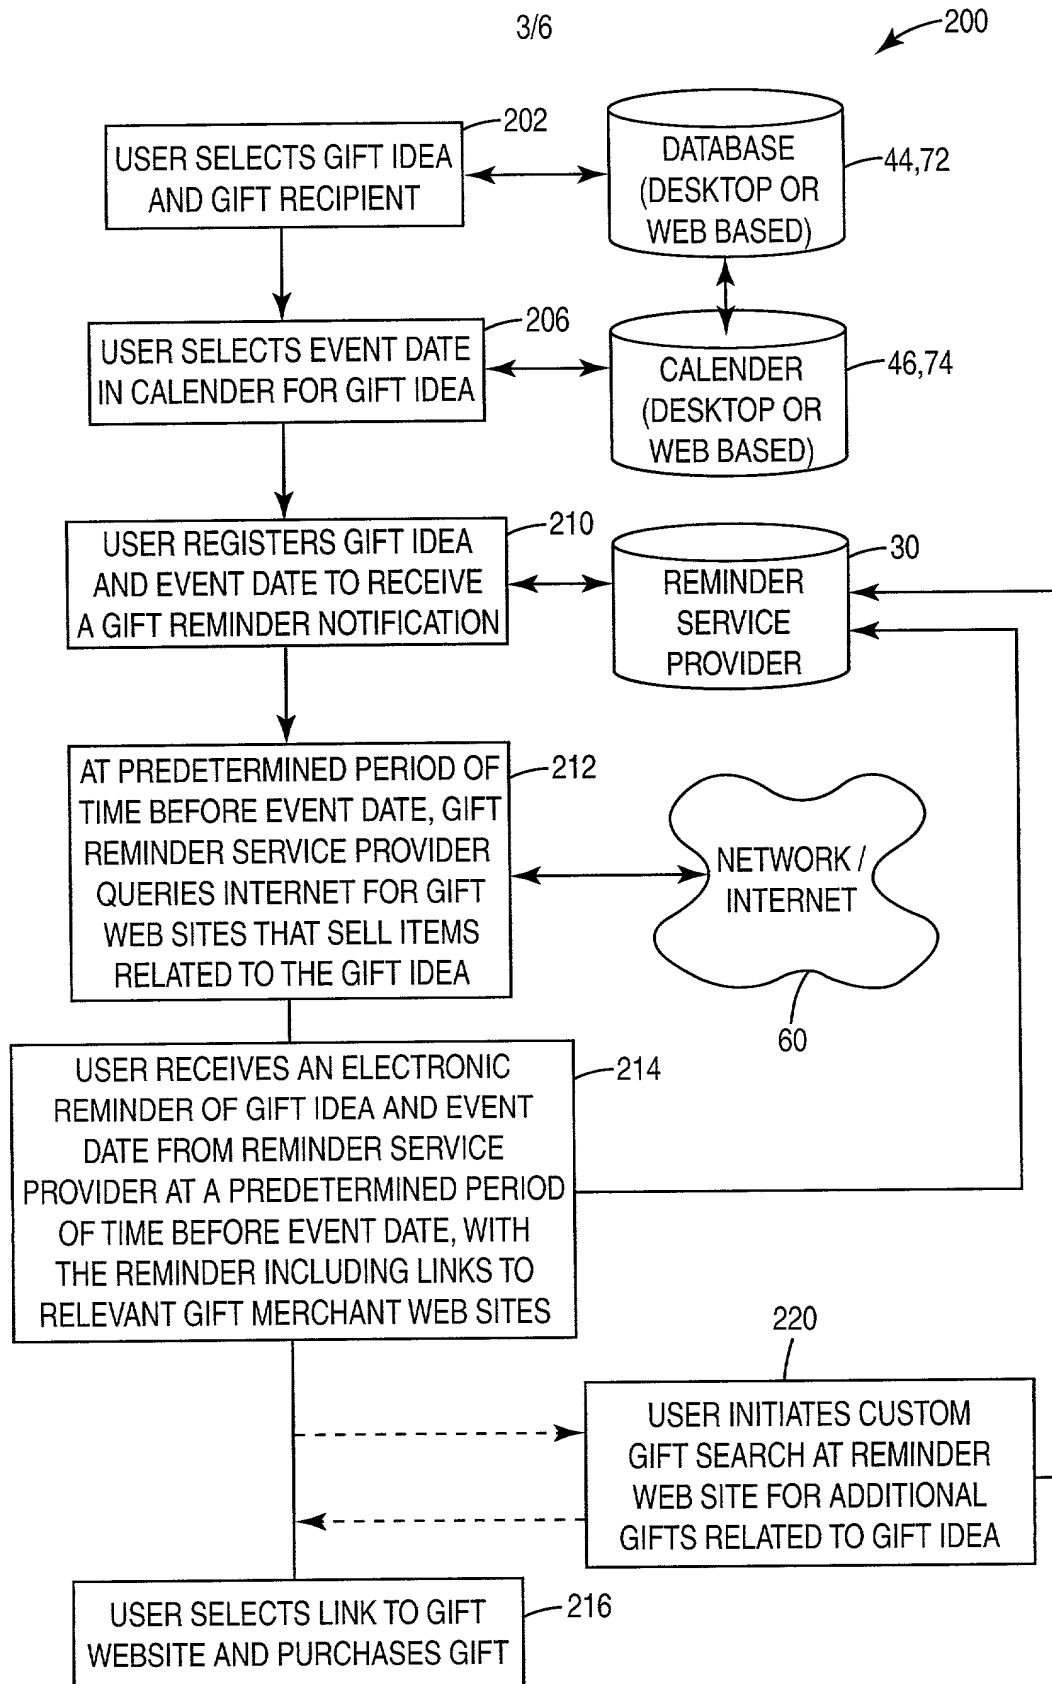 3/6
200
202
USER SELECTS GIFT IDEA
AND GIFT RECIPIENT
DATABASE
(DESKTOP OR
WEB BASED)
44,72
206
USER SELECTS EVENT DATE
IN CALENDER FOR GIFT IDEA
CALENDER
(DESKTOP OR
WEB BASED)
46,74
210
USER REGISTERS GIFT IDEA
AND EVENT DATE TO RECEIVE
A GIFT REMINDER NOTIFICATION
30
REMINDER
SERVICE
PROVIDER
212
AT PREDETERMINED PERIOD OF
TIME BEFORE EVENT DATE, GIFT
REMINDER SERVICE PROVIDER
QUERIES INTERNET FOR GIFT
WEB SITES THAT SELL ITEMS
RELATED TO THE GIFT IDEA
NETWORK /
INTERNET
60
214
USER RECEIVES AN ELECTRONIC
REMINDER OF GIFT IDEA AND EVENT
DATE FROM REMINDER SERVICE
PROVIDER AT A PREDETERMINED PERIOD
OF TIME BEFORE EVENT DATE, WITH
THE REMINDER INCLUDING LINKS TO
RELEVANT GIFT MERCHANT WEB SITES
220
USER INITIATES CUSTOM
GIFT SEARCH AT REMINDER
WEB SITE FOR ADDITIONAL
GIFTS RELATED TO GIFT IDEA
216
USER SELECTS LINK TO GIFT
WEBSITE AND PURCHASES GIFT